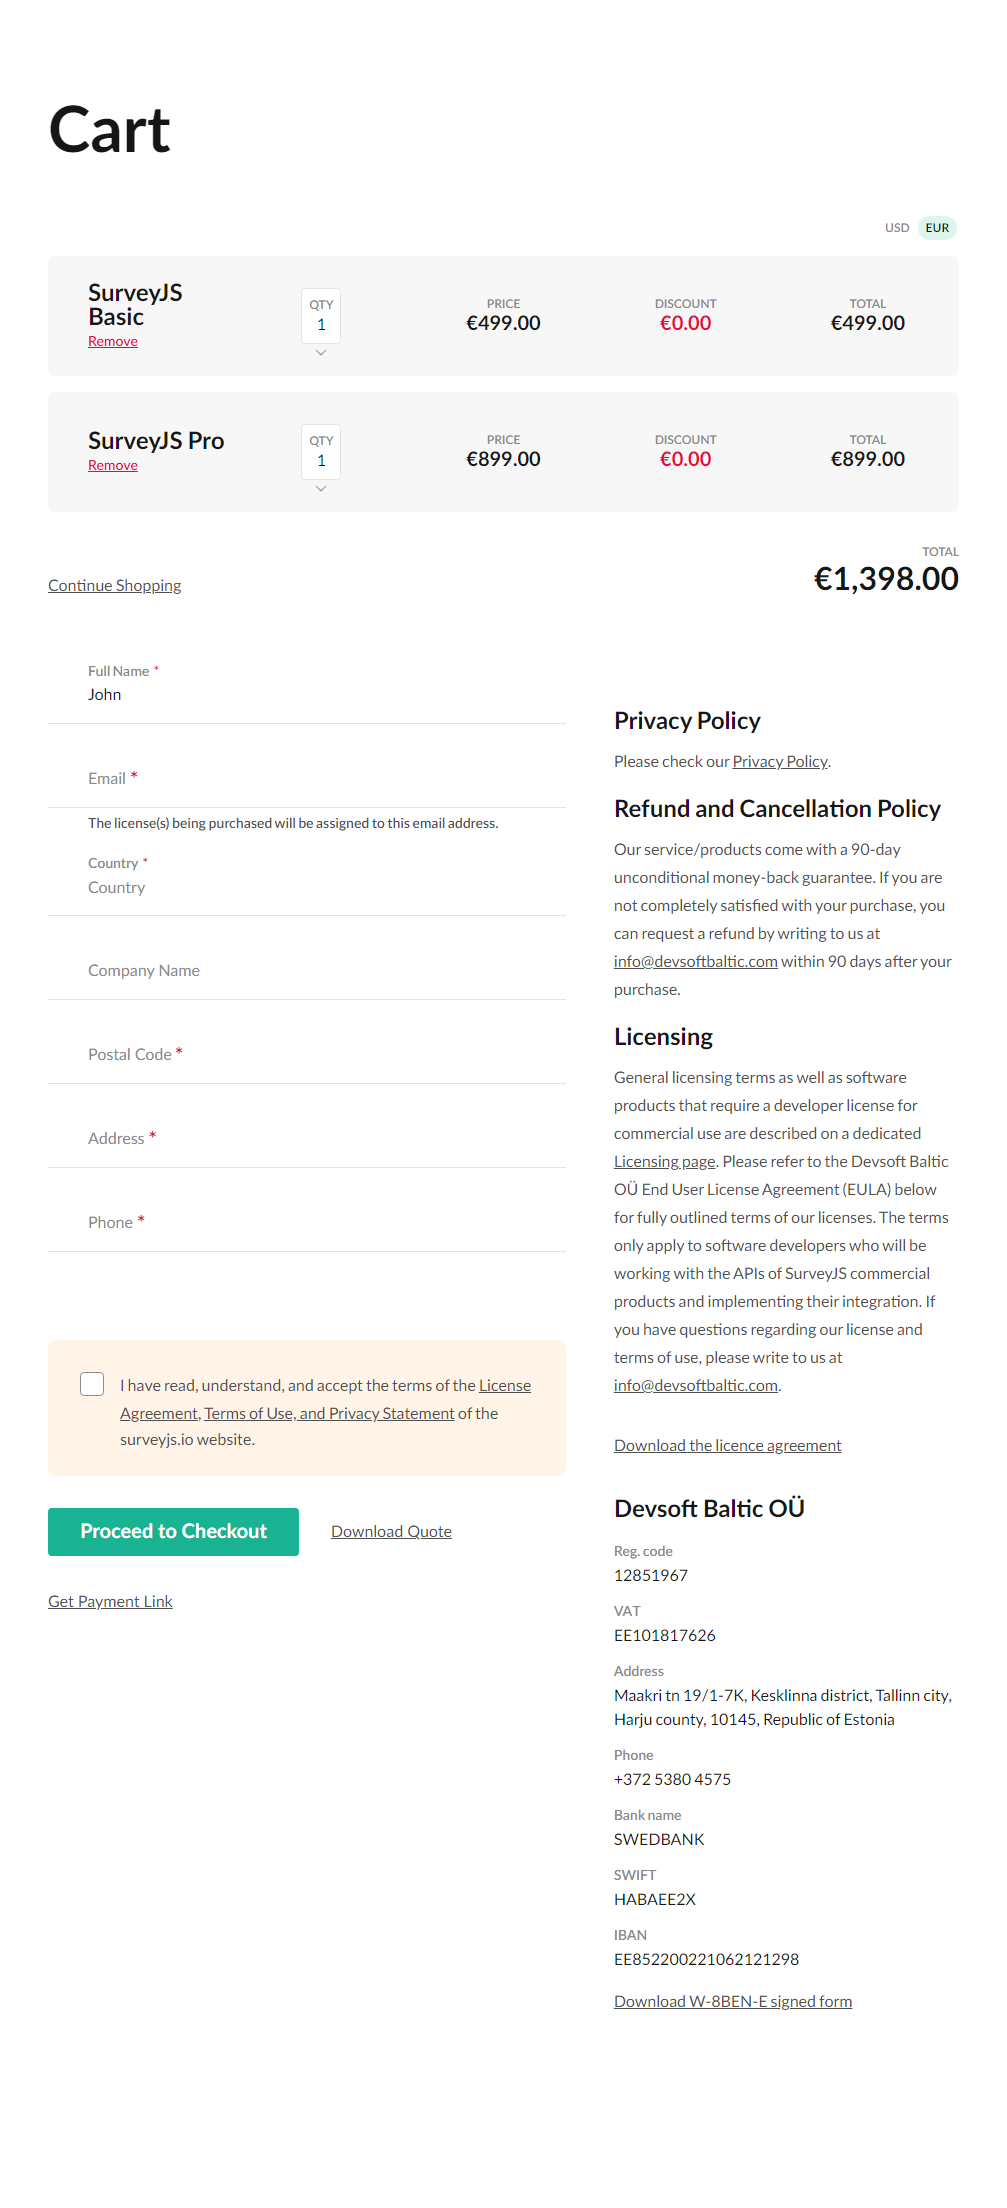 Cart
USD EUR
SurveyJS
Basic
Remove
QTY
1
PRICE
€499.00
DISCOUNT
€0.00
TOTAL
€499.00
SurveyJS Pro
Remove
QTY
1
PRICE
€899.00
DISCOUNT
€0.00
TOTAL
€899.00
TOTAL
€1,398.00
Continue Shopping
Full Name *
John
Email *
The license(s) being purchased will be assigned to this email address.
Country *
Country
Company Name
Postal Code *
Address *
Phone *
I have read, understand, and accept the terms of the License
Agreement, Terms of Use, and Privacy Statement of the
surveyjs.io website.
Proceed to Checkout
Download Quote
Get Payment Link
Privacy Policy
Please check our Privacy Policy.
Refund and Cancellation Policy
Our service/products come with a 90-day
unconditional money-back guarantee. If you are
not completely satisfied with your purchase, you
can request a refund by writing to us at
info@devsoftbaltic.com within 90 days after your
purchase.
Licensing
General licensing terms as well as software
products that require a developer license for
commercial use are described on a dedicated
Licensing page. Please refer to the Devsoft Baltic
OÜ End User License Agreement (EULA) below
for fully outlined terms of our licenses. The terms
only apply to software developers who will be
working with the APIs of SurveyJS commercial
products and implementing their integration. If
you have questions regarding our license and
terms of use, please write to us at
info@devsoftbaltic.com.
Download the licence agreement
Devsoft Baltic OÜ
Reg. code
12851967
VAT
EE101817626
Address
Maakri tn 19/1-7K, Kesklinna district, Tallinn city,
Harju county, 10145, Republic of Estonia
Phone
+372 5380 4575
Bank name
SWEDBANK
SWIFT
HABAEE2X
IBAN
EE852200221062121298
Download W-8BEN-E signed form